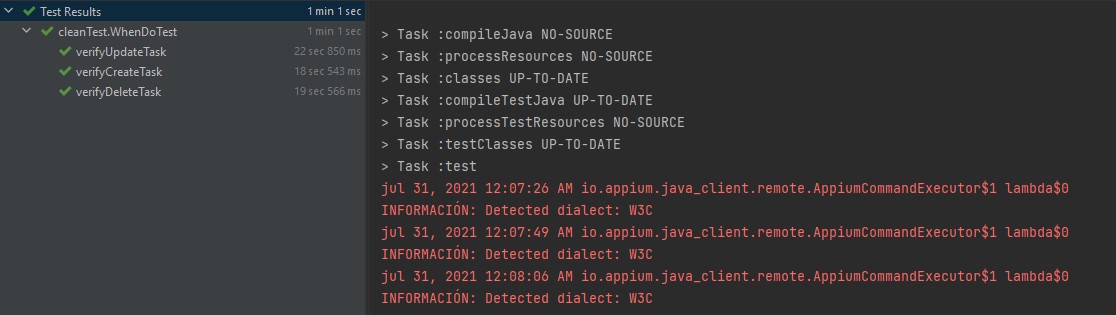 Test Results 1 min 1 sec
cleanTest.WhenDoTest 1 min 1 sec
verifyUpdateTask 22 sec 850 ms
verifyCreateTask 18 sec 543 ms
verifyDeleteTask 19 sec 566 ms
> Task :compileJava NO-SOURCE
> Task :processResources NO-SOURCE
> Task :classes UP-TO-DATE
> Task :compileTestJava UP-TO-DATE
> Task :processTestResources NO-SOURCE
> Task :testClasses UP-TO-DATE
> Task :test
jul 31, 2021 12:07:26 AM io.appium.java_client.remote.AppiumCommandExecutor$1 lambda$0
INFORMACIÓN: Detected dialect: W3C
jul 31, 2021 12:07:49 AM io.appium.java_client.remote.AppiumCommandExecutor$1 lambda$0
INFORMACIÓN: Detected dialect: W3C
jul 31, 2021 12:08:06 AM io.appium.java_client.remote.AppiumCommandExecutor$1 lambda$0
INFORMACIÓN: Detected dialect: W3C